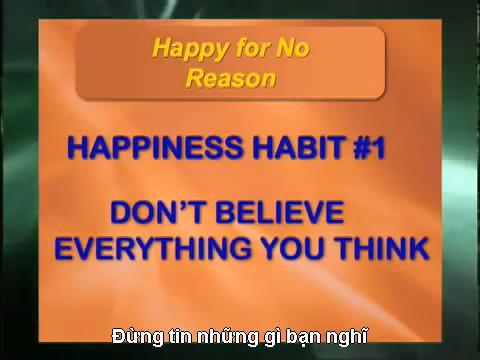 Happy for No
Reason
HAPPINESS HABIT #1
DON'T BELIEVE
EVERYTHING YOU THINK
Đừng tin những gì bạn nghĩ